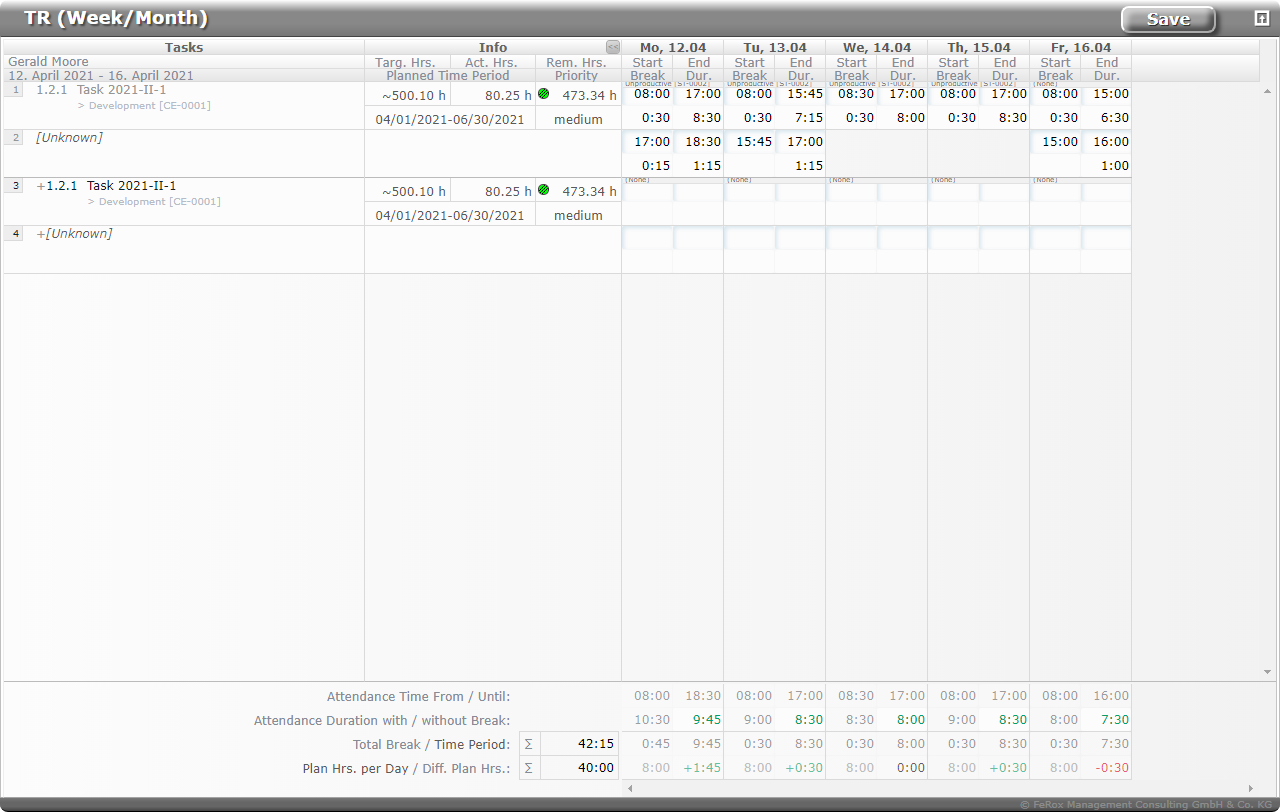 TR (Week/Month) Save
Tasks Info << Mo, 12.04 Tu, 13.04 We, 14.04 Th, 15.04 Fr, 16.04
Gerald Moore Targ. Hrs. Act. Hrs. Rem. Hrs. Start End Start End Start End Start End Start End
12. April 2021 - 16. April 2021 Planned Time Period Priority Break Dur. Break Dur. Break Dur. Break Dur. Break Dur.
Unproductive [ST-0002] Unproductive [ST-0002] Unproductive [ST-0002] Unproductive [ST-0002] [None]
1 1.2.1 Task 2021-II-1 ~500.10 h 80.25 h 473.34 h 08:00 17:00 08:00 15:45 08:30 17:00 08:00 17:00 08:00 15:00
> Development [CE-0001] 04/01/2021-06/30/2021 medium 0:30 8:30 0:30 7:15 0:30 8:00 0:30 8:30 0:30 6:30
2 [Unknown] 17:00 18:30 15:45 17:00 15:00 16:00
0:15 1:15 1:15 1:00
[None] [None] [None] [None] [None]
3 +1.2.1 Task 2021-II-1 ~500.10 h 80.25 h 473.34 h
> Development [CE-0001] 04/01/2021-06/30/2021 medium
4 +[Unknown]
Attendance Time From / Until: 08:00 18:30 08:00 17:00 08:30 17:00 08:00 17:00 08:00 16:00
Attendance Duration with / without Break: 10:30 9:45 9:00 8:30 8:30 8:00 9:00 8:30 8:00 7:30
Total Break / Time Period: Σ 42:15 0:45 9:45 0:30 8:30 0:30 8:00 0:30 8:30 0:30 7:30
Plan Hrs. per Day / Diff. Plan Hrs.: Σ 40:00 8:00 +1:45 8:00 +0:30 8:00 0:00 8:00 +0:30 8:00 -0:30
© FeRox Management Consulting GmbH & Co. KG